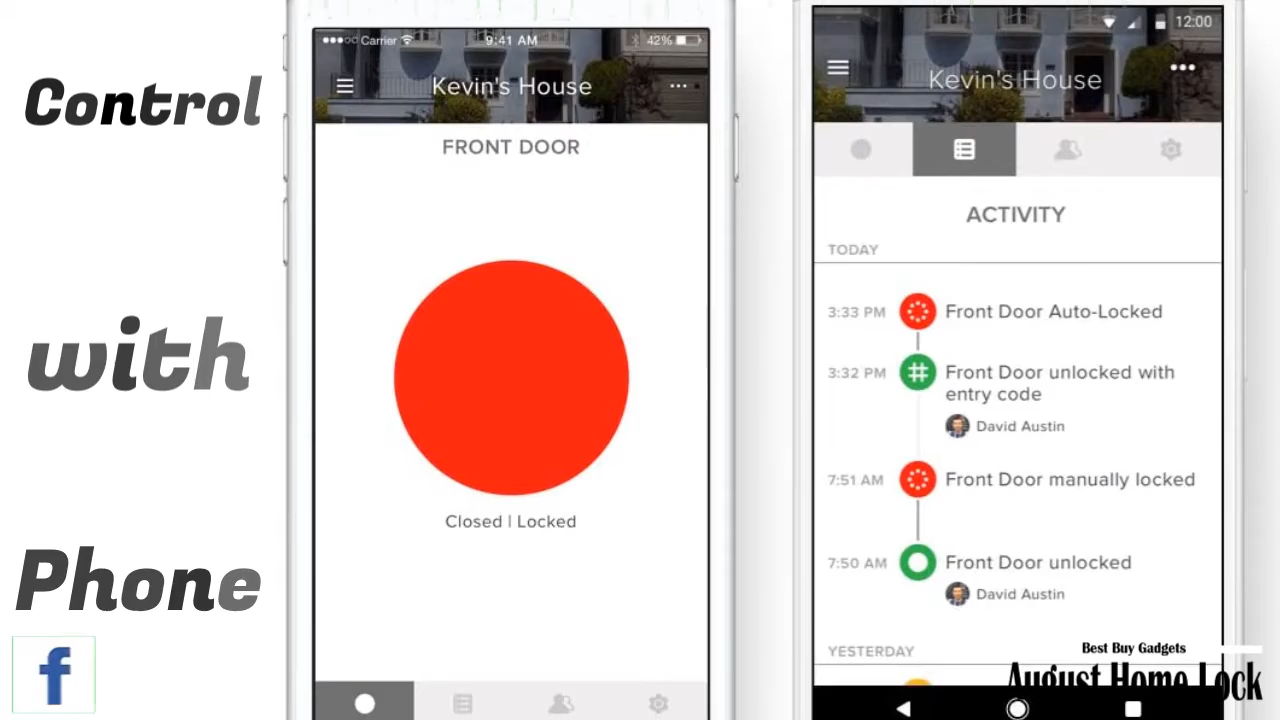 Control
with
Phone
Carrier 9:41 AM 42%
Kevin's House
FRONT DOOR
Closed | Locked
12:00
Kevin's House
ACTIVITY
TODAY
3:33 PM Front Door Auto-Locked
3:32 PM Front Door unlocked with
entry code
David Austin
7:51 AM Front Door manually locked
7:50 AM Front Door unlocked
David Austin
YESTERDAY
Best Buy Gadgets
August Home Lock